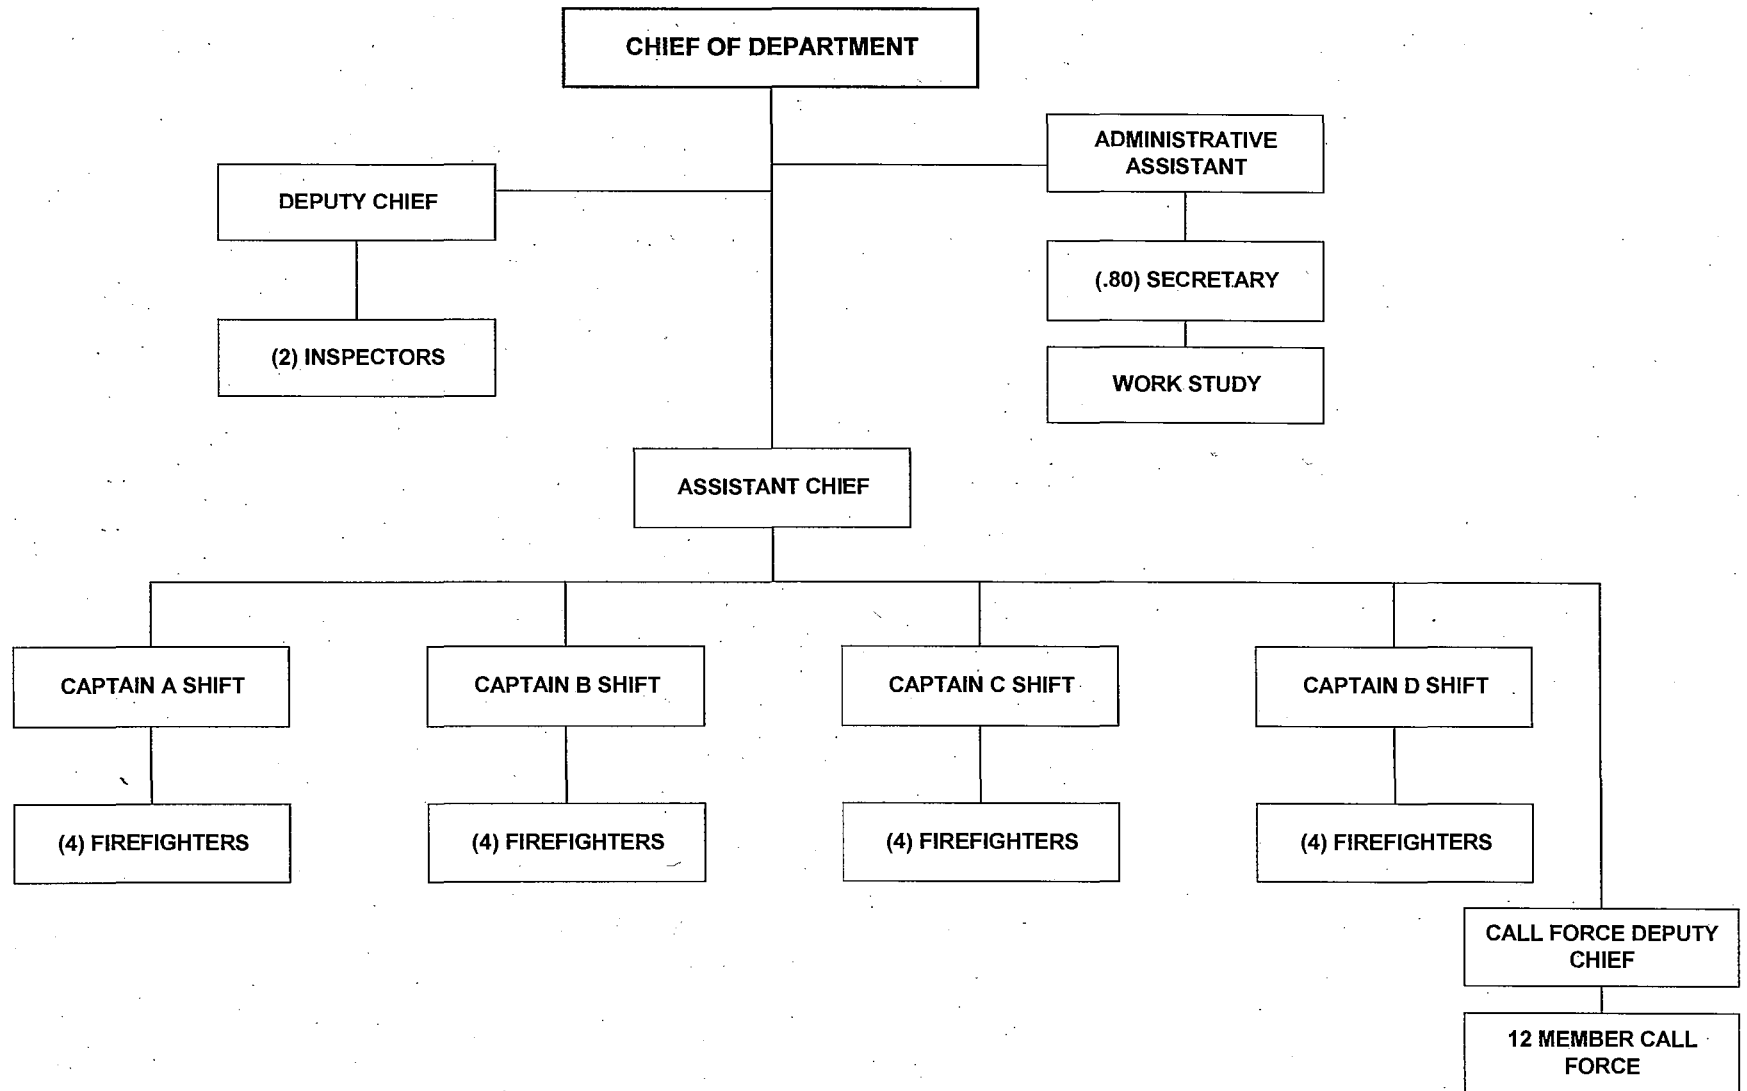 CHIEF OF DEPARTMENT
ADMINISTRATIVE
ASSISTANT
DEPUTY CHIEF
(.80) SECRETARY
(2) INSPECTORS
WORK STUDY
ASSISTANT CHIEF
CAPTAIN A SHIFT
CAPTAIN B SHIFT
CAPTAIN C SHIFT
CAPTAIN D SHIFT
(4) FIREFIGHTERS
(4) FIREFIGHTERS
(4) FIREFIGHTERS
(4) FIREFIGHTERS
CALL FORCE DEPUTY
CHIEF
12 MEMBER CALL
FORCE